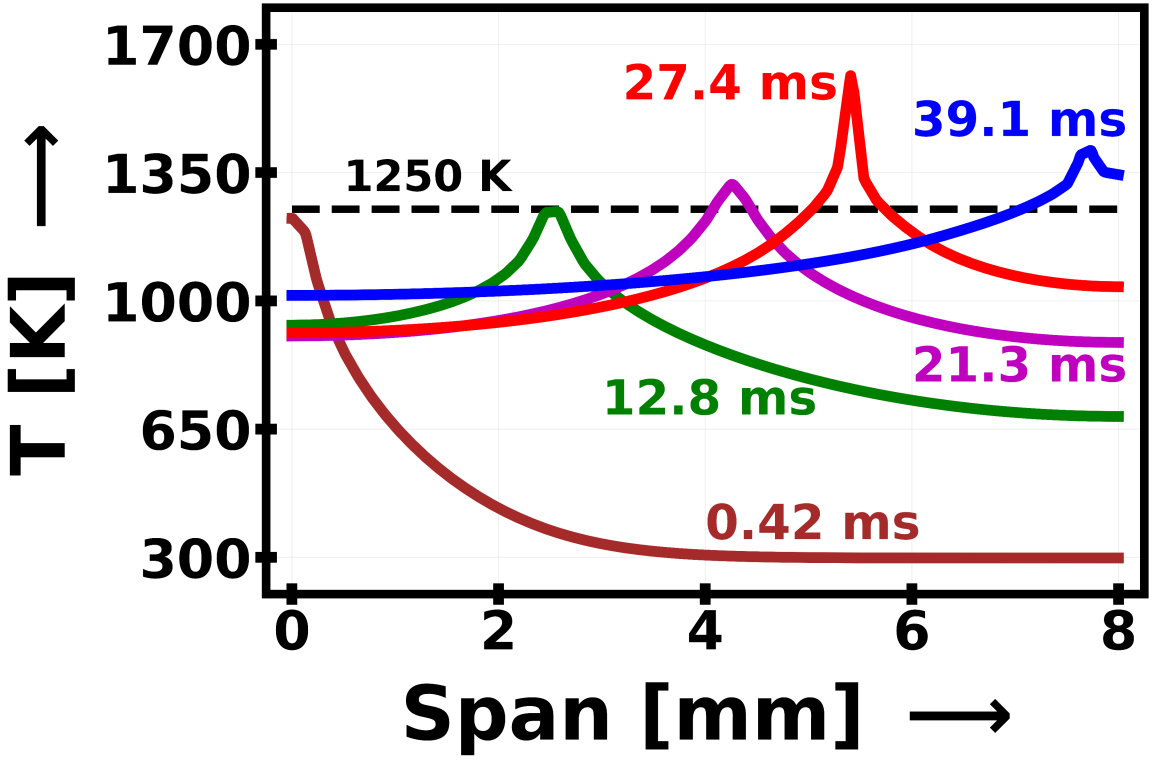 1700
1350
1000
650
300
T [K] ⟶
27.4 ms
39.1 ms
1250 K
21.3 ms
12.8 ms
0.42 ms
0 2 4 6 8
Span [mm] ⟶